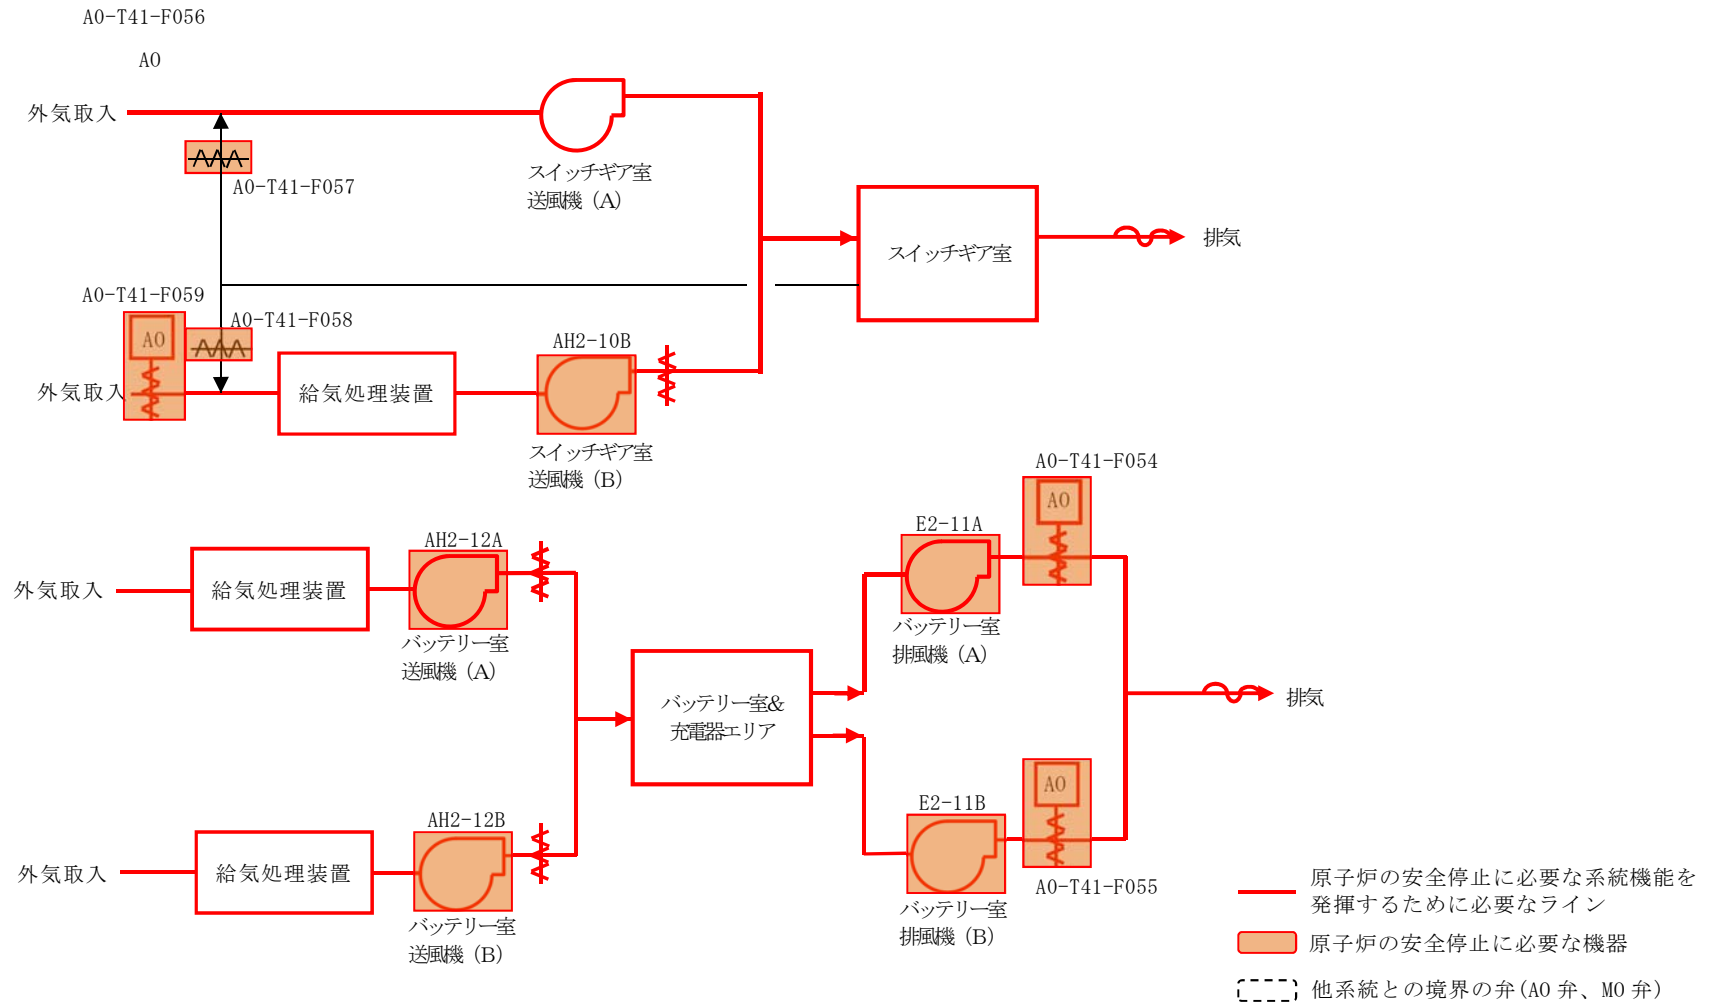 AO-T41-F056
AO
外気取入
AO-T41-F057
スイッチギア室
送風機 (A)
スイッチギア室
排気
AO-T41-F059
AO
AO-T41-F058
外気取入
給気処理装置
AH2-10B
スイッチギア室
送風機 (B)
AO-T41-F054
AO
外気取入
給気処理装置
AH2-12A
バッテリー室
送風機 (A)
E2-11A
バッテリー室
排風機 (A)
バッテリー室&
充電器エリア
排気
外気取入
給気処理装置
AH2-12B
バッテリー室
送風機 (B)
E2-11B
バッテリー室
排風機 (B)
AO
AO-T41-F055
原子炉の安全停止に必要な系統機能を
発揮するために必要なライン
原子炉の安全停止に必要な機器
他系統との境界の弁(AO 弁、MO 弁)